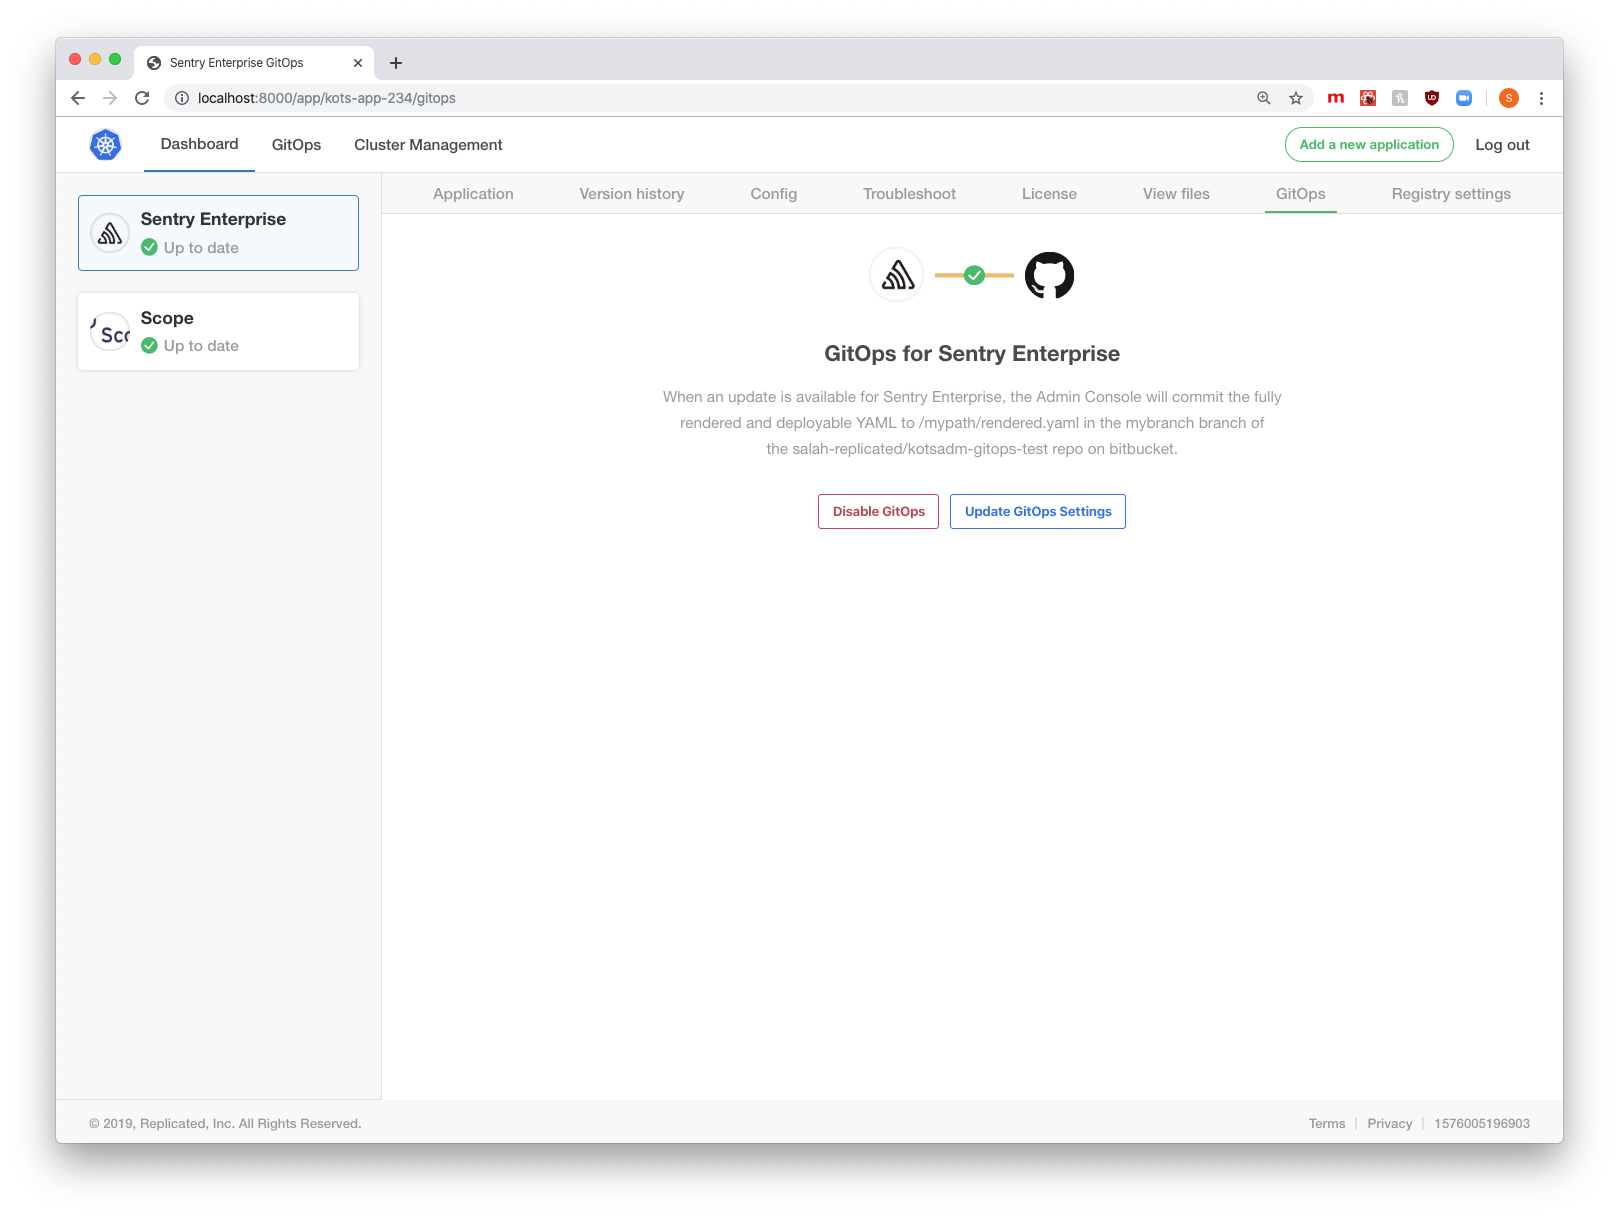 Sentry Enterprise GitOps
localhost:8000/app/kots-app-234/gitops
m
UD
S
Dashboard
GitOps
Cluster Management
Add a new application
Log out
Application
Version history
Config
Troubleshoot
License
View files
GitOps
Registry settings
Sentry Enterprise
Up to date
Scope
Up to date
GitOps for Sentry Enterprise
When an update is available for Sentry Enterprise, the Admin Console will commit the fully
rendered and deployable YAML to /mypath/rendered.yaml in the mybranch branch of
the salah-replicated/kotsadm-gitops-test repo on bitbucket.
Disable GitOps
Update GitOps Settings
© 2019, Replicated, Inc. All Rights Reserved.
Terms
Privacy
1576005196903